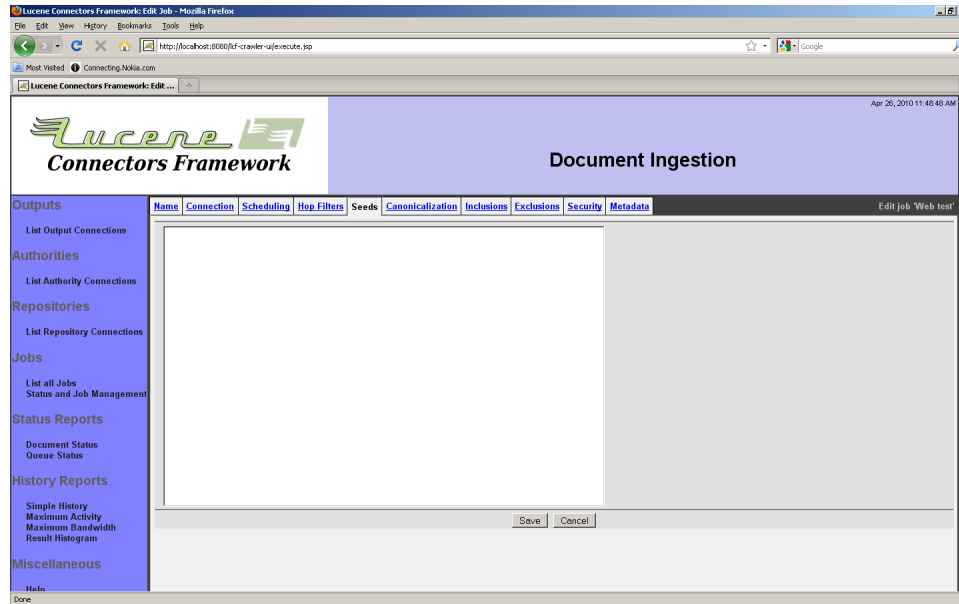 Lucene Connectors Framework: Edit Job - Mozilla Firefox
File Edit View History Bookmarks Tools Help
http://localhost:8080/lcf-crawler-ui/execute.jsp
Google
Most Visited Connecting.Nokia.com
Lucene Connectors Framework: Edit ...
Apr 26, 2010 11:48:48 AM
Lucene
Connectors Framework
Document Ingestion
Name Connection Scheduling Hop Filters Seeds Canonicalization Inclusions Exclusions Security Metadata
Edit job 'Web test'
Outputs
List Output Connections
Authorities
List Authority Connections
Repositories
List Repository Connections
Jobs
List all Jobs
Status and Job Management
Status Reports
Document Status
Queue Status
History Reports
Simple History
Maximum Activity
Maximum Bandwidth
Result Histogram
Miscellaneous
Help
Save Cancel
Done